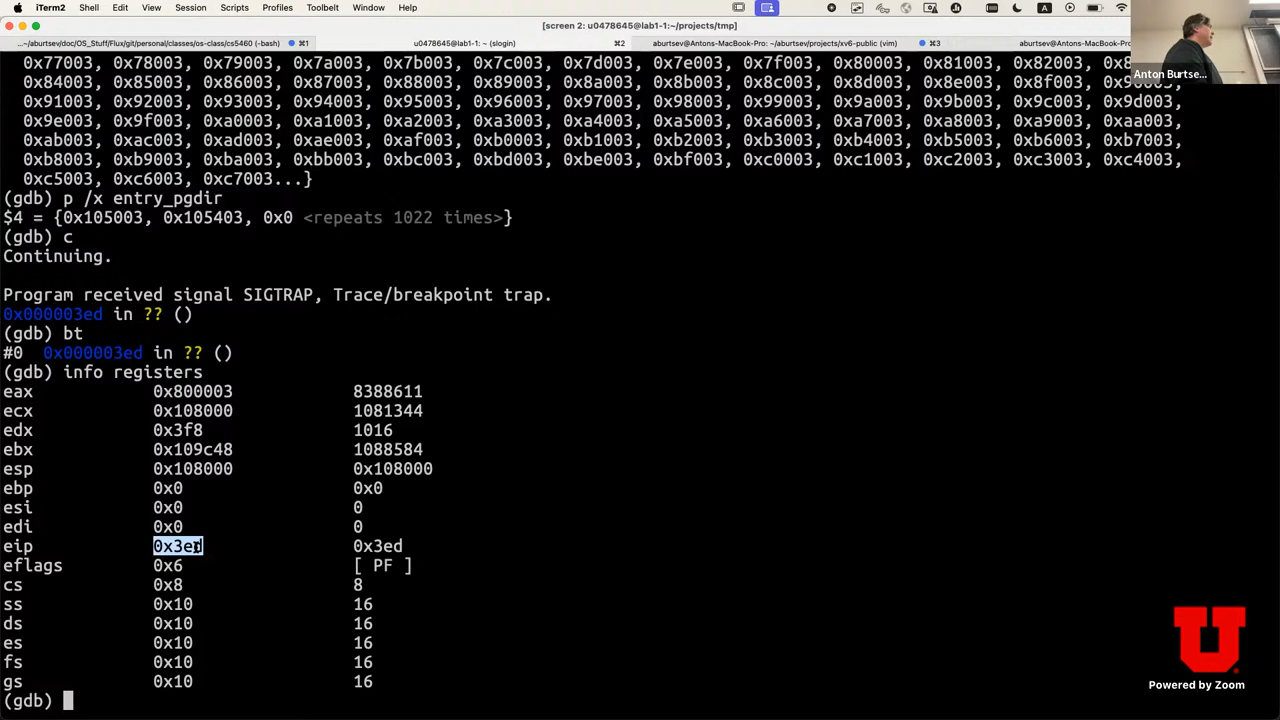 iTerm2 Shell Edit View Session Scripts Profiles Toolbelt Window Help
[screen 2: u0478645@lab1-1:~/projects/tmp]
...~/aburtsev/doc/OS_Stuff/Flux/git/personal/classes/os-class/cs5460 (-bash) ⌘1 u0478645@lab1-1: ~ (slogin) ⌘2 aburtsev@Antons-MacBook-Pro: ~/aburtsev/projects/xv6-public (vim) ⌘3 aburtsev@Antons-MacBook-Pro:
Anton Burtse...
0x77003, 0x78003, 0x79003, 0x7a003, 0x7b003, 0x7c003, 0x7d003, 0x7e003, 0x7f003, 0x80003, 0x81003, 0x82003,
0x84003, 0x85003, 0x86003, 0x87003, 0x88003, 0x89003, 0x8a003, 0x8b003, 0x8c003, 0x8d003, 0x8e003, 0x8f003,
0x91003, 0x92003, 0x93003, 0x94003, 0x95003, 0x96003, 0x97003, 0x98003, 0x99003, 0x9a003, 0x9b003, 0x9c003, 0x9d003,
0x9e003, 0x9f003, 0xa0003, 0xa1003, 0xa2003, 0xa3003, 0xa4003, 0xa5003, 0xa6003, 0xa7003, 0xa8003, 0xa9003, 0xaa003,
0xab003, 0xac003, 0xad003, 0xae003, 0xaf003, 0xb0003, 0xb1003, 0xb2003, 0xb3003, 0xb4003, 0xb5003, 0xb6003, 0xb7003,
0xb8003, 0xb9003, 0xba003, 0xbb003, 0xbc003, 0xbd003, 0xbe003, 0xbf003, 0xc0003, 0xc1003, 0xc2003, 0xc3003, 0xc4003,
0xc5003, 0xc6003, 0xc7003...}
(gdb) p /x entry_pgdir
$4 = {0x105003, 0x105403, 0x0 <repeats 1022 times>}
(gdb) c
Continuing.
Program received signal SIGTRAP, Trace/breakpoint trap.
0x000003ed in ?? ()
(gdb) bt
#0 0x000003ed in ?? ()
(gdb) info registers
eax 0x800003 8388611
ecx 0x108000 1081344
edx 0x3f8 1016
ebx 0x109c48 1088584
esp 0x108000 0x108000
ebp 0x0 0x0
esi 0x0 0
edi 0x0 0
eip 0x3ed 0x3ed
eflags 0x6 [ PF ]
cs 0x8 8
ss 0x10 16
ds 0x10 16
es 0x10 16
fs 0x10 16
gs 0x10 16
(gdb)
U
Powered by Zoom